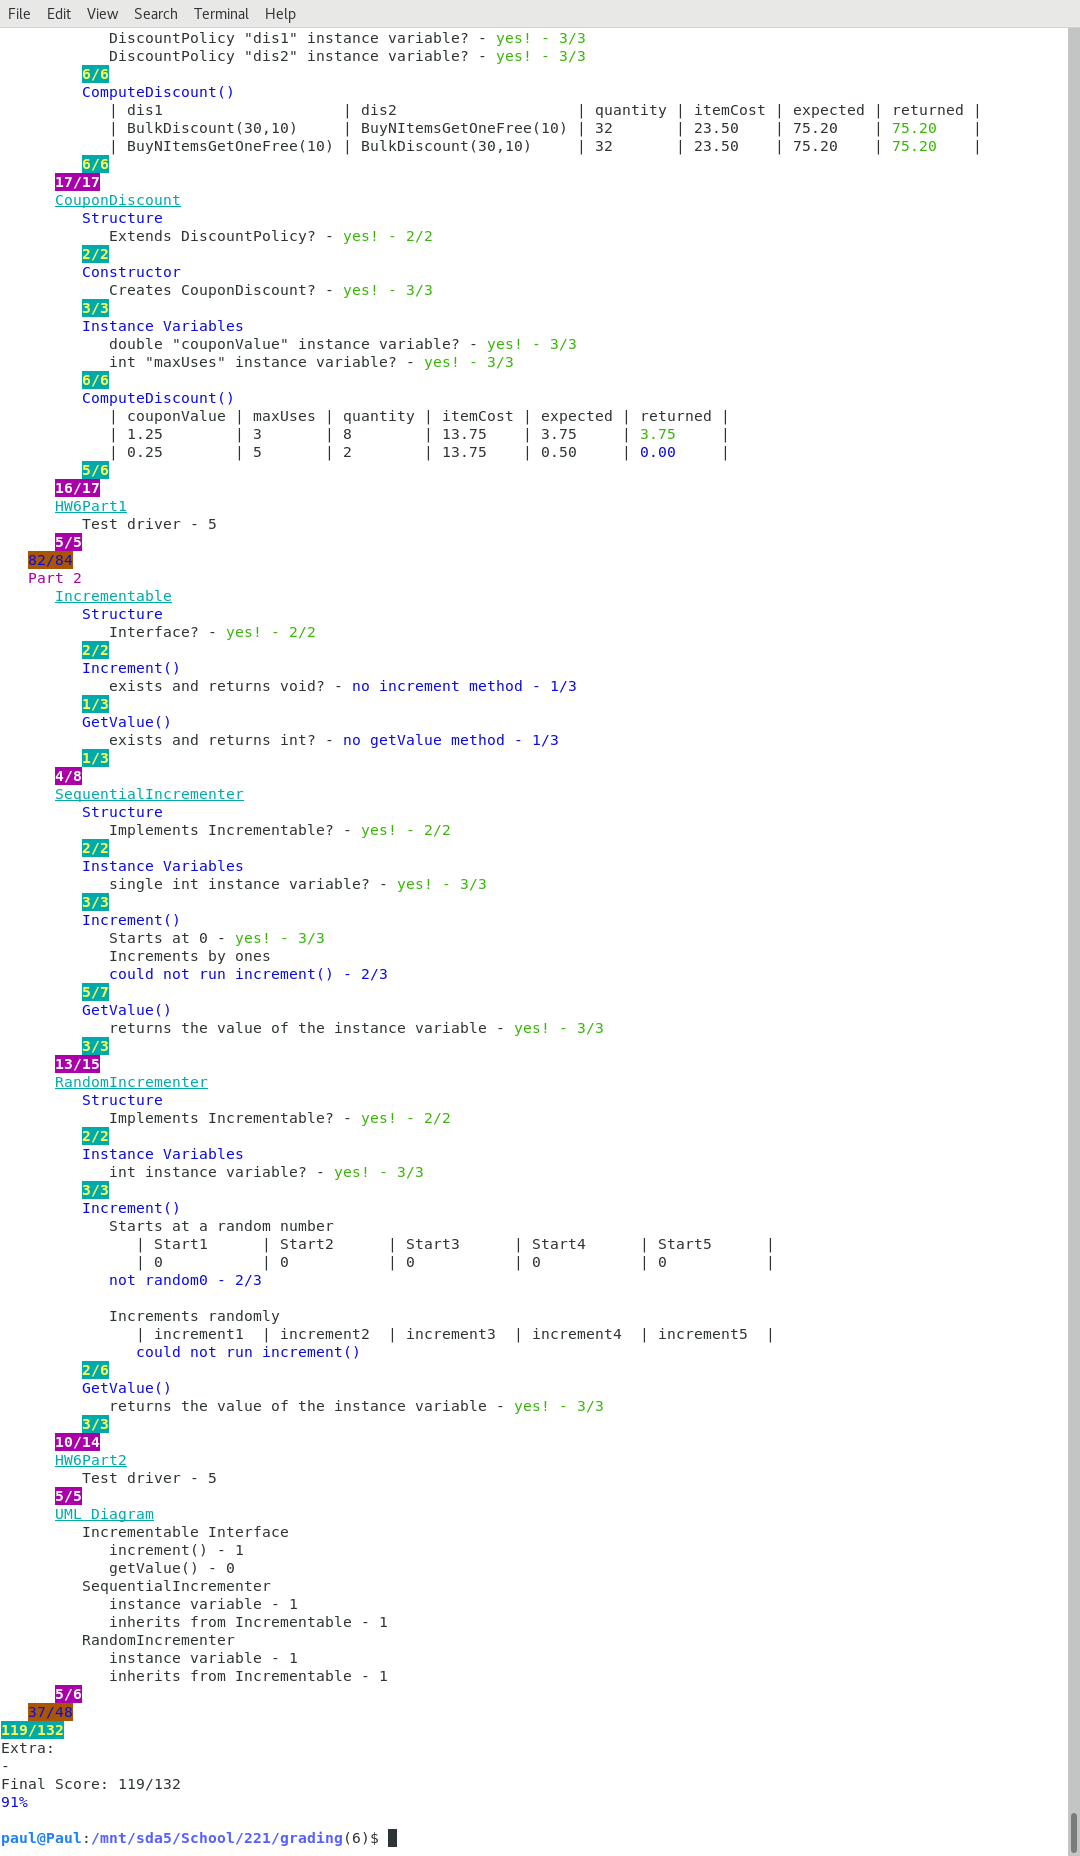 File Edit View Search Terminal Help
DiscountPolicy "dis1" instance variable? - yes! - 3/3
DiscountPolicy "dis2" instance variable? - yes! - 3/3
6/6
ComputeDiscount()
| dis1 | dis2 | quantity | itemCost | expected | returned |
| BulkDiscount(30,10) | BuyNItemsGetOneFree(10) | 32 | 23.50 | 75.20 | 75.20 |
| BuyNItemsGetOneFree(10) | BulkDiscount(30,10) | 32 | 23.50 | 75.20 | 75.20 |
6/6
17/17
CouponDiscount
Structure
Extends DiscountPolicy? - yes! - 2/2
2/2
Constructor
Creates CouponDiscount? - yes! - 3/3
3/3
Instance Variables
double "couponValue" instance variable? - yes! - 3/3
int "maxUses" instance variable? - yes! - 3/3
6/6
ComputeDiscount()
| couponValue | maxUses | quantity | itemCost | expected | returned |
| 1.25 | 3 | 8 | 13.75 | 3.75 | 3.75 |
| 0.25 | 5 | 2 | 13.75 | 0.50 | 0.00 |
5/6
16/17
HW6Part1
Test driver - 5
5/5
82/84
Part 2
Incrementable
Structure
Interface? - yes! - 2/2
2/2
Increment()
exists and returns void? - no increment method - 1/3
1/3
GetValue()
exists and returns int? - no getValue method - 1/3
1/3
4/8
SequentialIncrementer
Structure
Implements Incrementable? - yes! - 2/2
2/2
Instance Variables
single int instance variable? - yes! - 3/3
3/3
Increment()
Starts at 0 - yes! - 3/3
Increments by ones
could not run increment() - 2/3
5/7
GetValue()
returns the value of the instance variable - yes! - 3/3
3/3
13/15
RandomIncrementer
Structure
Implements Incrementable? - yes! - 2/2
2/2
Instance Variables
int instance variable? - yes! - 3/3
3/3
Increment()
Starts at a random number
| Start1 | Start2 | Start3 | Start4 | Start5 |
| 0 | 0 | 0 | 0 | 0 |
not random0 - 2/3
Increments randomly
| increment1 | increment2 | increment3 | increment4 | increment5 |
could not run increment()
2/6
GetValue()
returns the value of the instance variable - yes! - 3/3
3/3
10/14
HW6Part2
Test driver - 5
5/5
UML Diagram
Incrementable Interface
increment() - 1
getValue() - 0
SequentialIncrementer
instance variable - 1
inherits from Incrementable - 1
RandomIncrementer
instance variable - 1
inherits from Incrementable - 1
5/6
37/48
119/132
Extra:
-
Final Score: 119/132
91%
paul@Paul:/mnt/sda5/School/221/grading(6)$